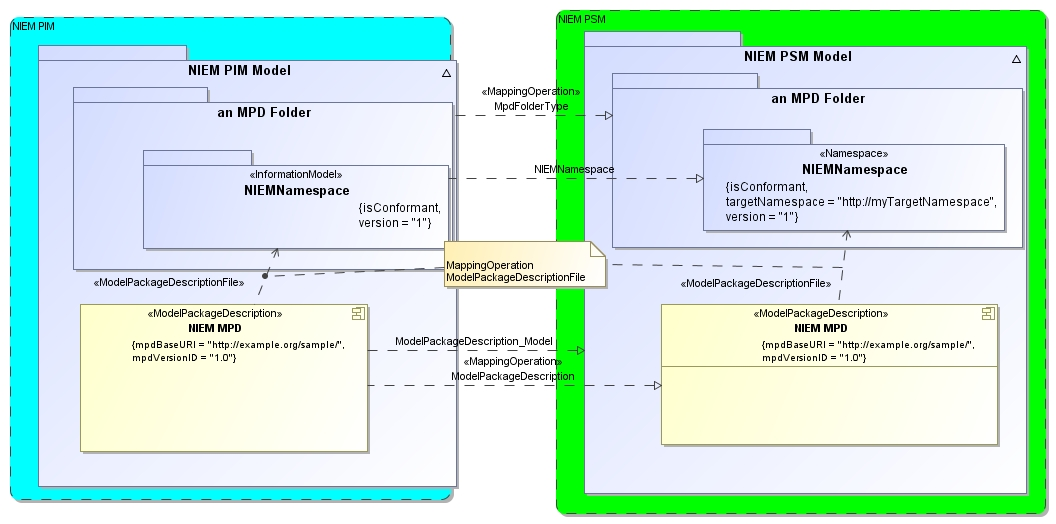 NIEM PIM
NIEM PIM Model
an MPD Folder
«InformationModel»
NIEMNamespace
{isConformant,
version = "1"}
«ModelPackageDescriptionFile»
«ModelPackageDescription»
NIEM MPD
{mpdBaseURI = "http://example.org/sample/",
mpdVersionID = "1.0"}
«MappingOperation»
MpdFolderType
NIEMNamespace
MappingOperation
ModelPackageDescriptionFile
ModelPackageDescription_Model
«MappingOperation»
ModelPackageDescription
NIEM PSM
NIEM PSM Model
an MPD Folder
«Namespace»
NIEMNamespace
{isConformant,
targetNamespace = "http://myTargetNamespace",
version = "1"}
«ModelPackageDescriptionFile»
«ModelPackageDescription»
NIEM MPD
{mpdBaseURI = "http://example.org/sample/",
mpdVersionID = "1.0"}